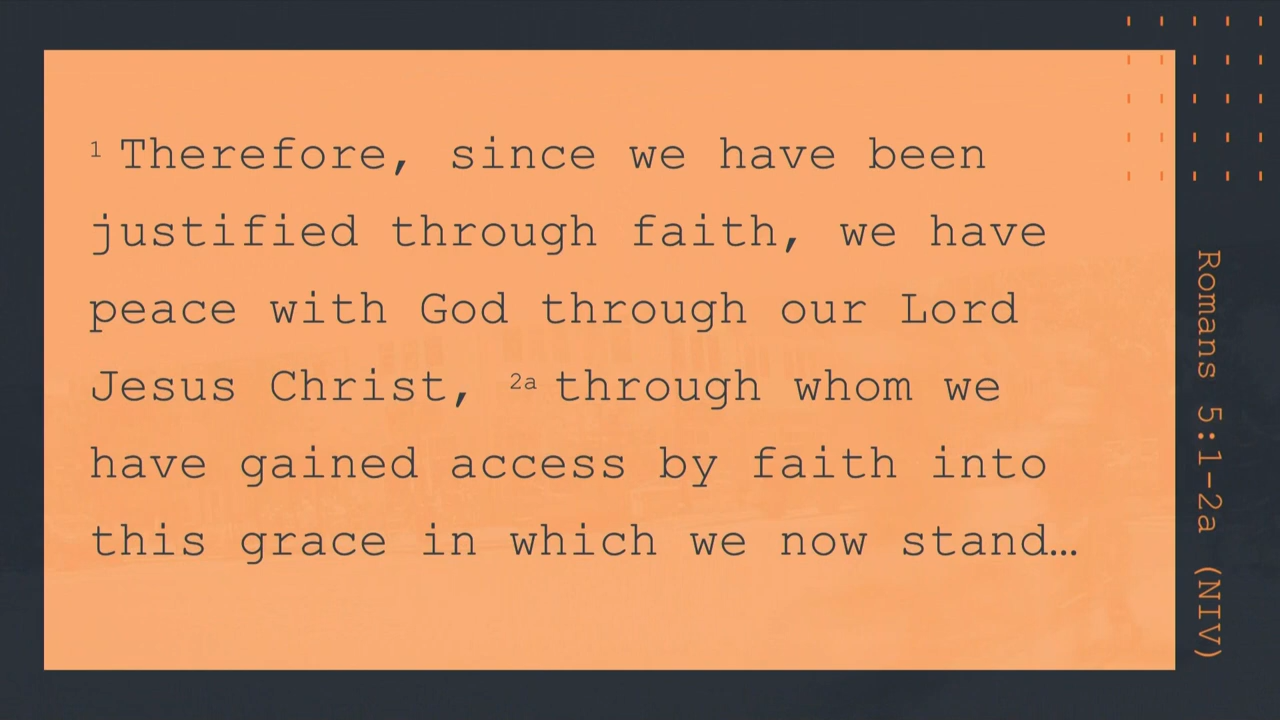 1 Therefore, since we have been
justified through faith, we have
peace with God through our Lord
Jesus Christ, 2a through whom we
have gained access by faith into
this grace in which we now stand…
Romans 5:1-2a (NIV)